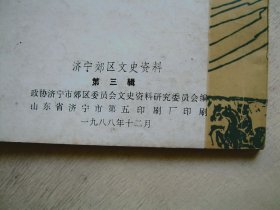 济宁郊区文史资料
第三辑
政协济宁市郊区委员会文史资料研究委员会编
山东省济宁市第五印刷厂印刷
一九八八年十二月